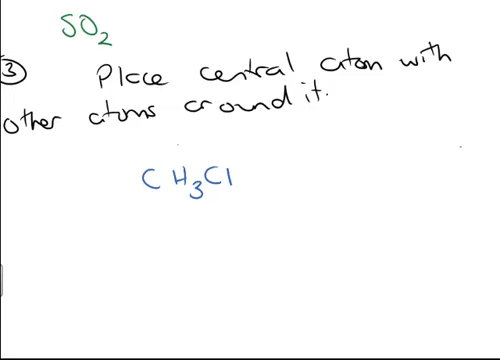 SO₂
③ Place central atom with
other atoms around it.
CH₃Cl